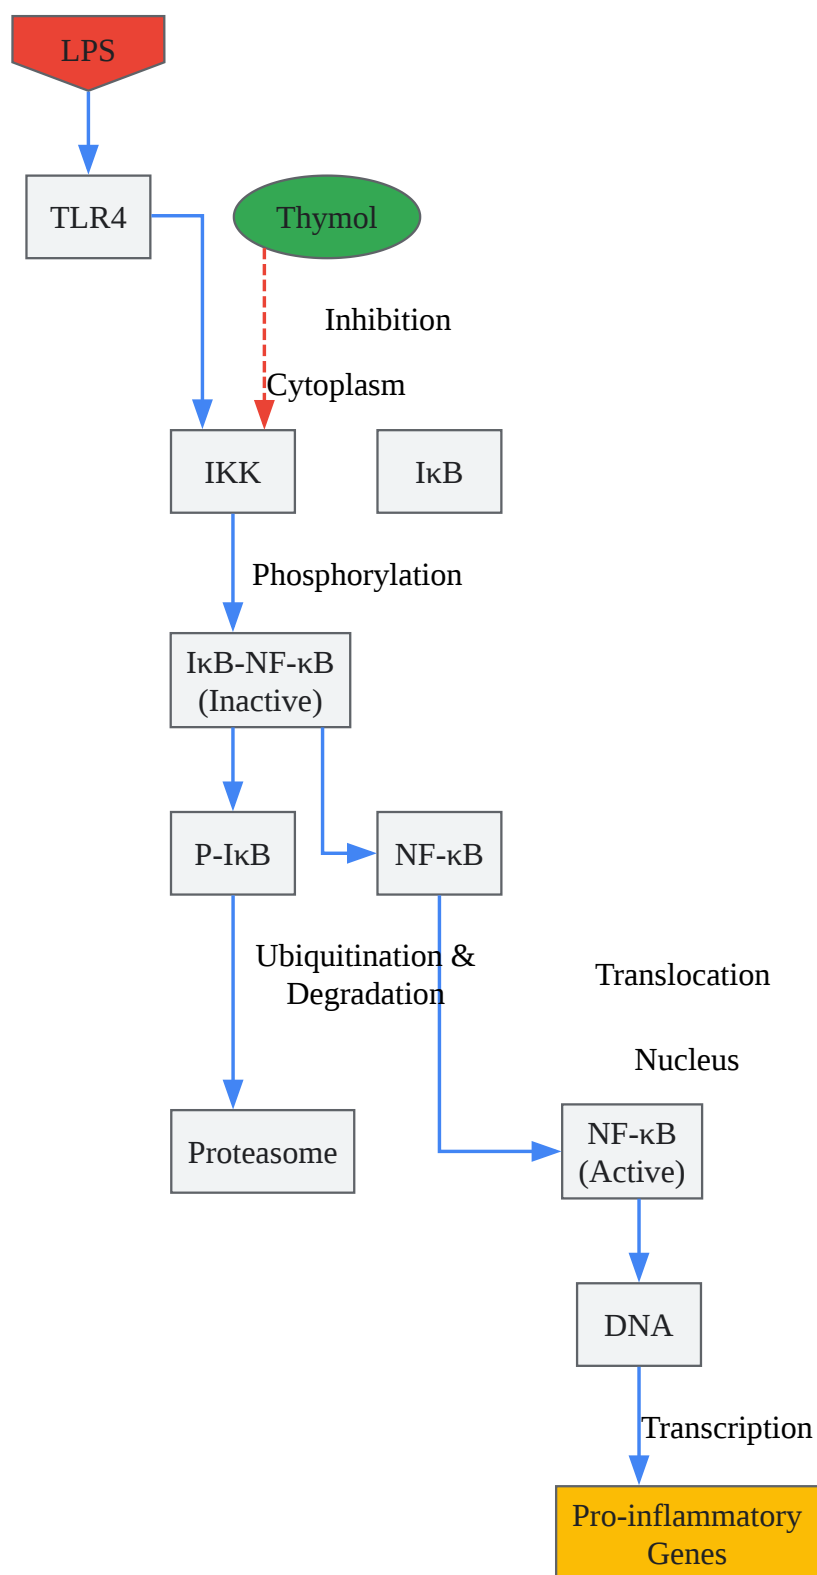 LPS
TLR4
Thymol
Inhibition
Cytoplasm
IKK
IκB
Phosphorylation
IκB-NF-κB
(Inactive)
P-IκB
NF-κB
Ubiquitination &
Degradation
Translocation
Nucleus
Proteasome
NF-κB
(Active)
DNA
Transcription
Pro-inflammatory
Genes